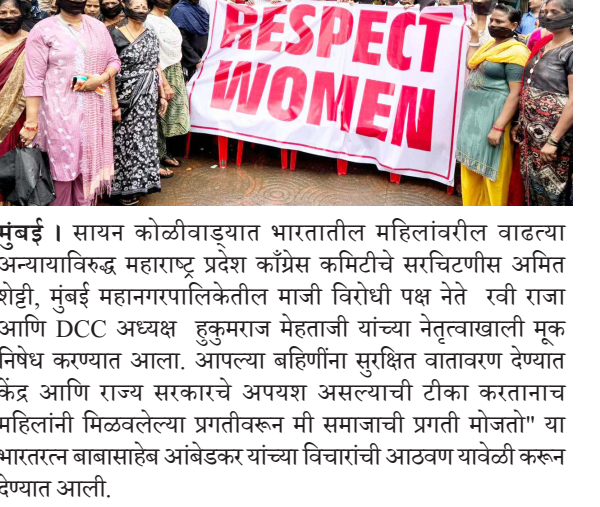 RESPECT
WOMEN
मुंबई । सायन कोळीवाड्यात भारतातील महिलांवरील वाढत्या
अन्यायाविरुद्ध महाराष्ट्र प्रदेश काँग्रेस कमिटीचे सरचिटणीस अमित
शेट्टी, मुंबई महानगरपालिकेतील माजी विरोधी पक्ष नेते रवी राजा
आणि DCC अध्यक्ष हुकुमराज मेहताजी यांच्या नेतृत्वाखाली मूक
निषेध करण्यात आला. आपल्या बहिणींना सुरक्षित वातावरण देण्यात
केंद्र आणि राज्य सरकारचे अपयश असल्याची टीका करतानाच
महिलांनी मिळवलेल्या प्रगतीवरून मी समाजाची प्रगती मोजतो" या
भारतरत्न बाबासाहेब आंबेडकर यांच्या विचारांची आठवण यावेळी करून
देण्यात आली.